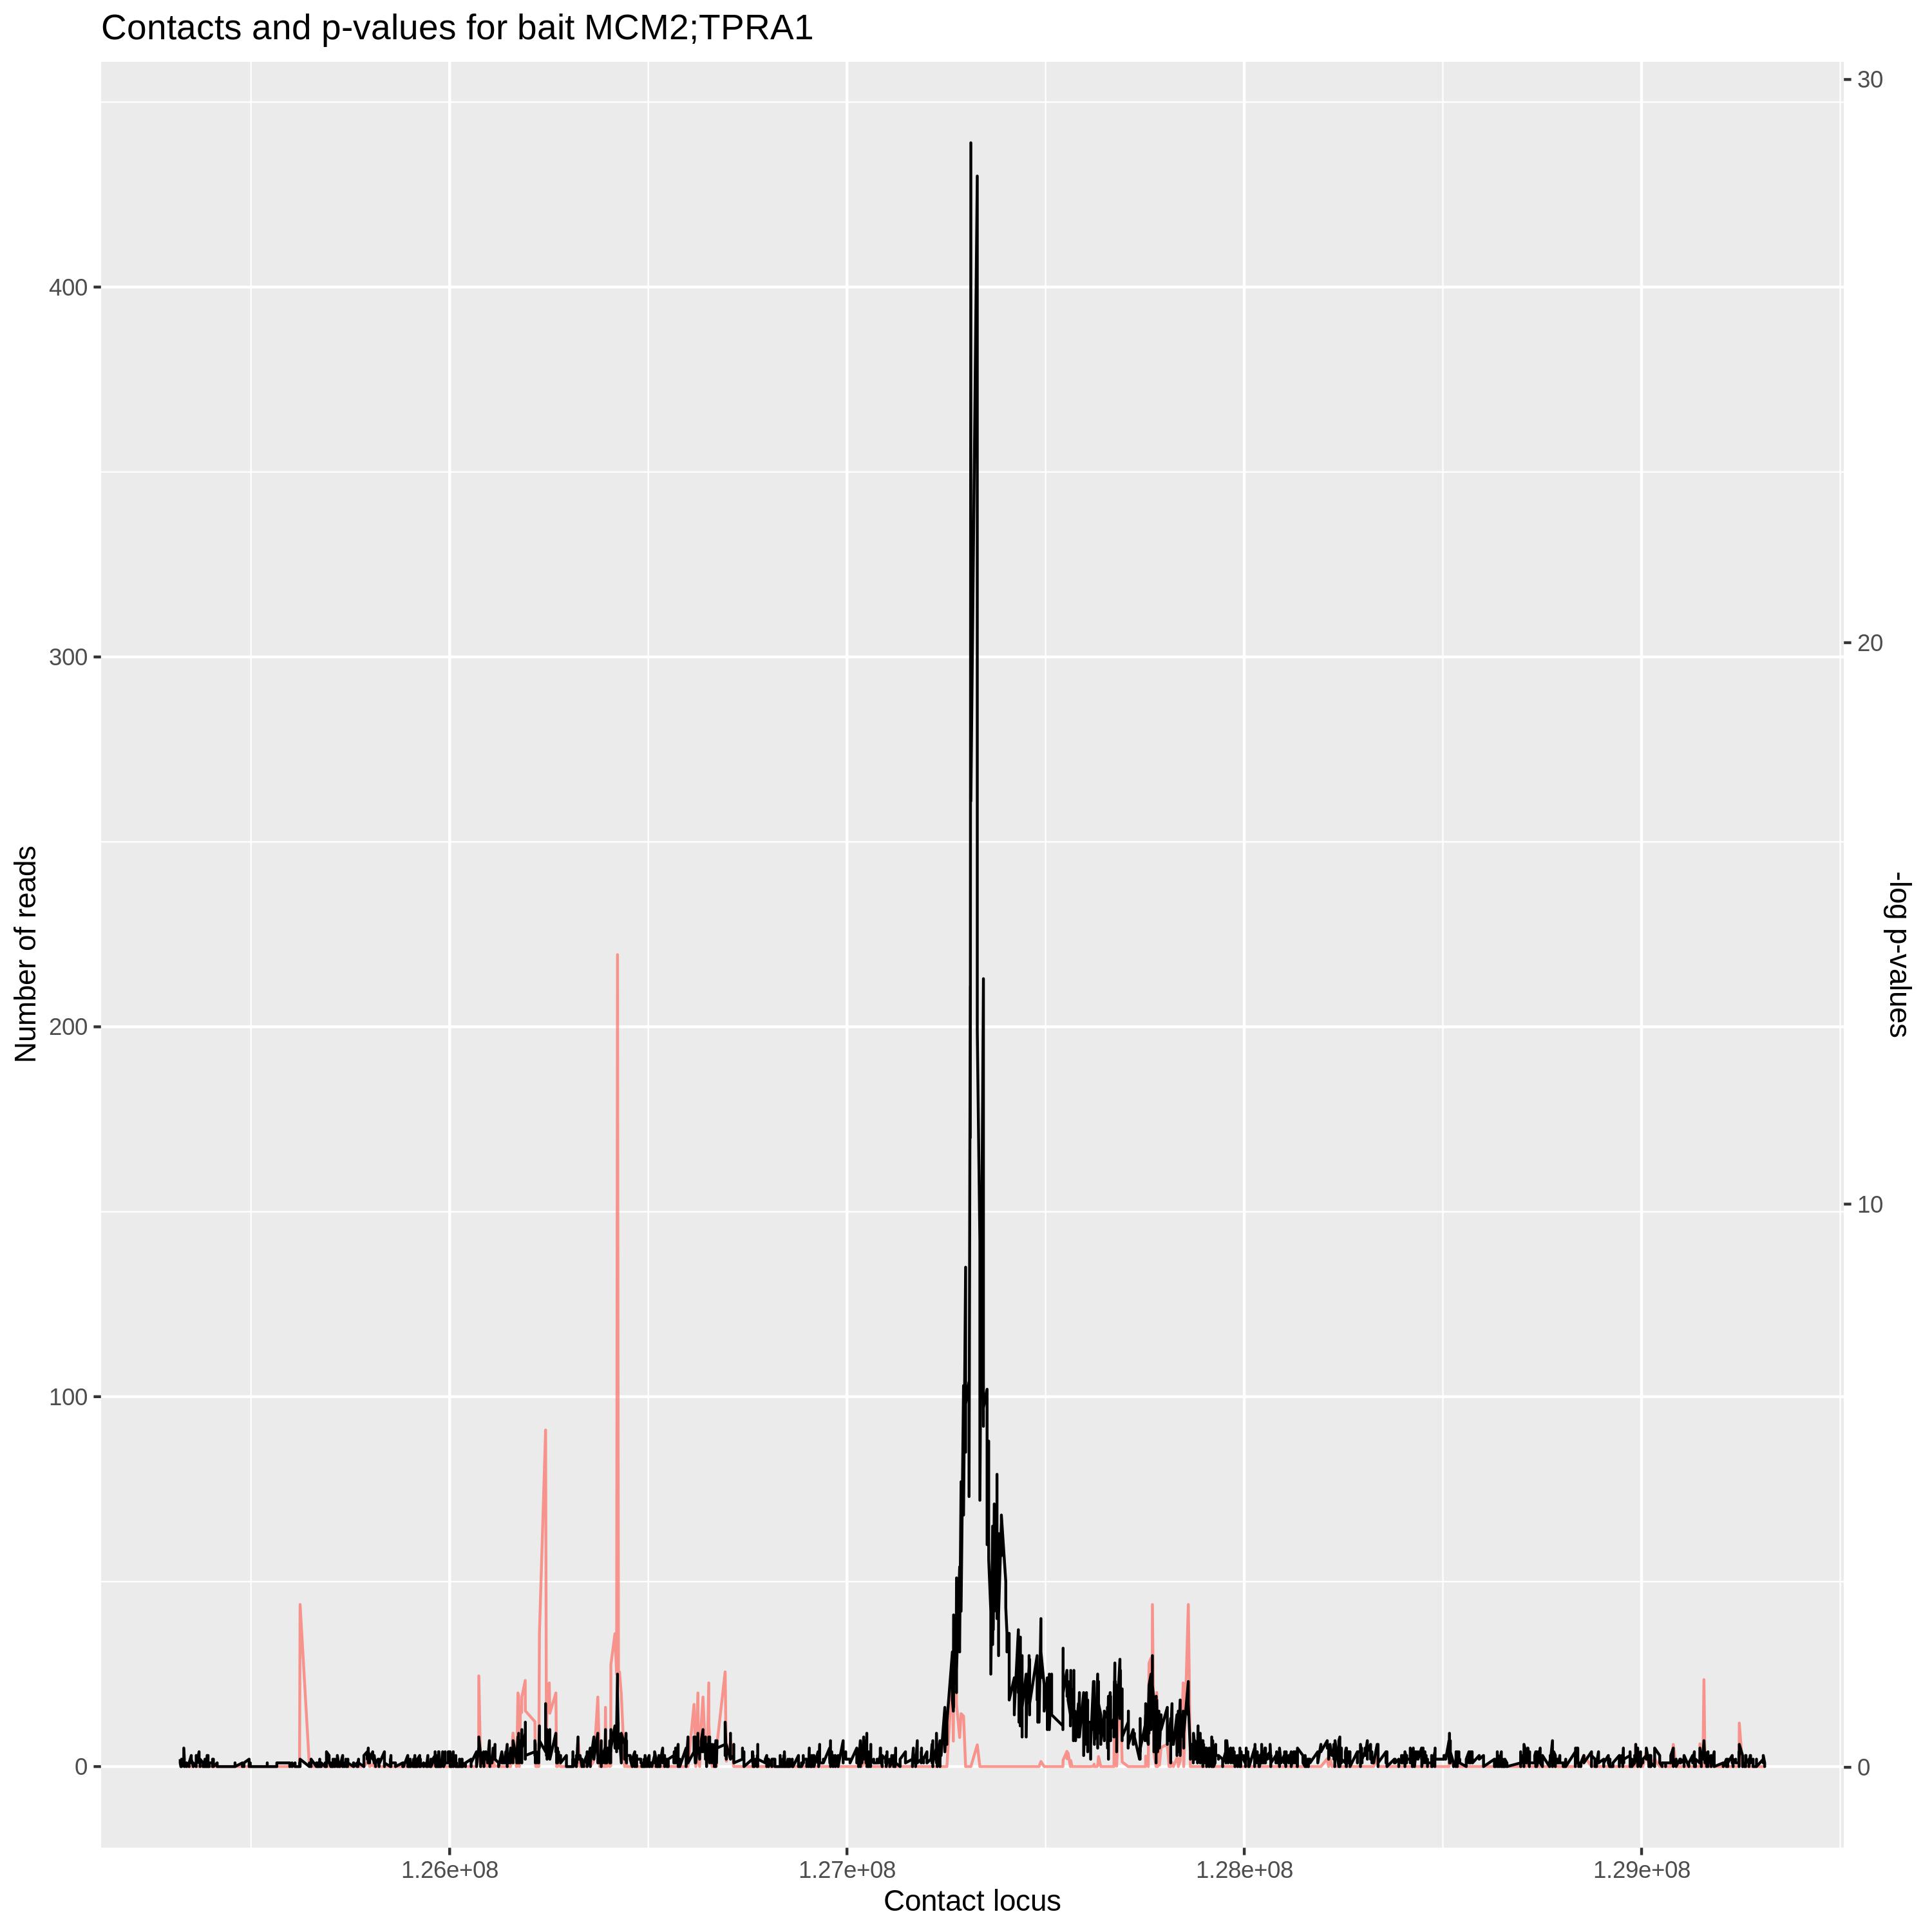 Contacts and p-values for bait MCM2;TPRA1
30
400
300
20
Number of reads
-log p-values
200
10
100
0
0
1.26e+08
1.27e+08
1.28e+08
1.29e+08
Contact locus